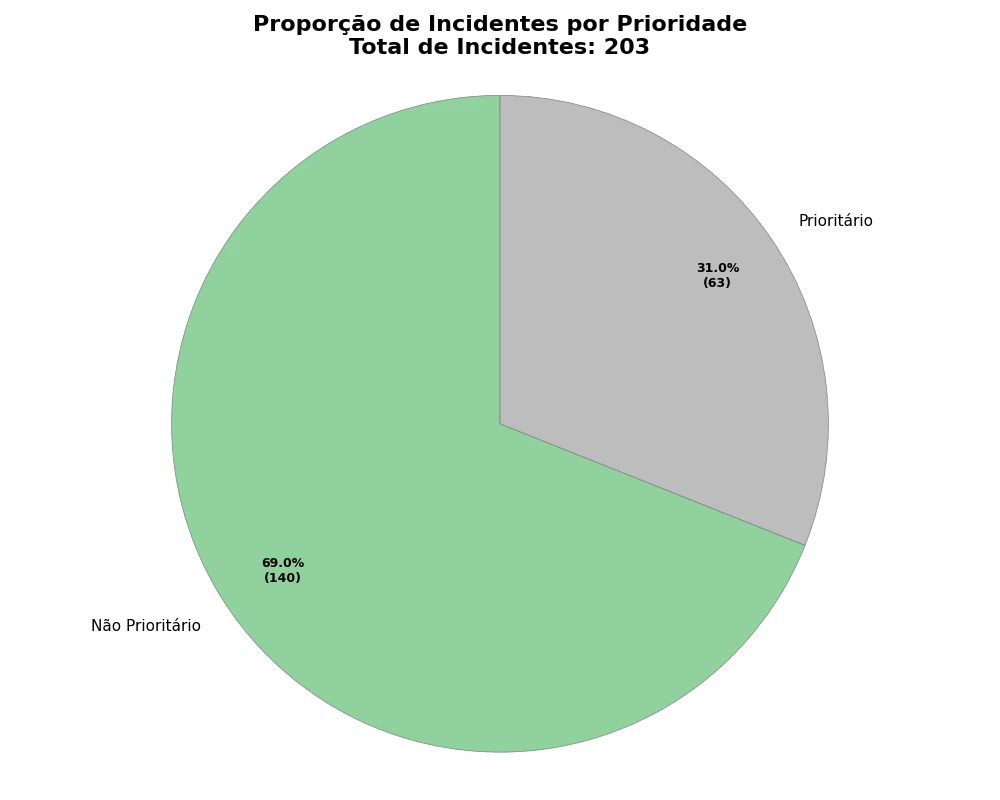 Proporção de Incidentes por Prioridade
Total de Incidentes: 203
Prioritário
31.0%
(63)
69.0%
(140)
Não Prioritário